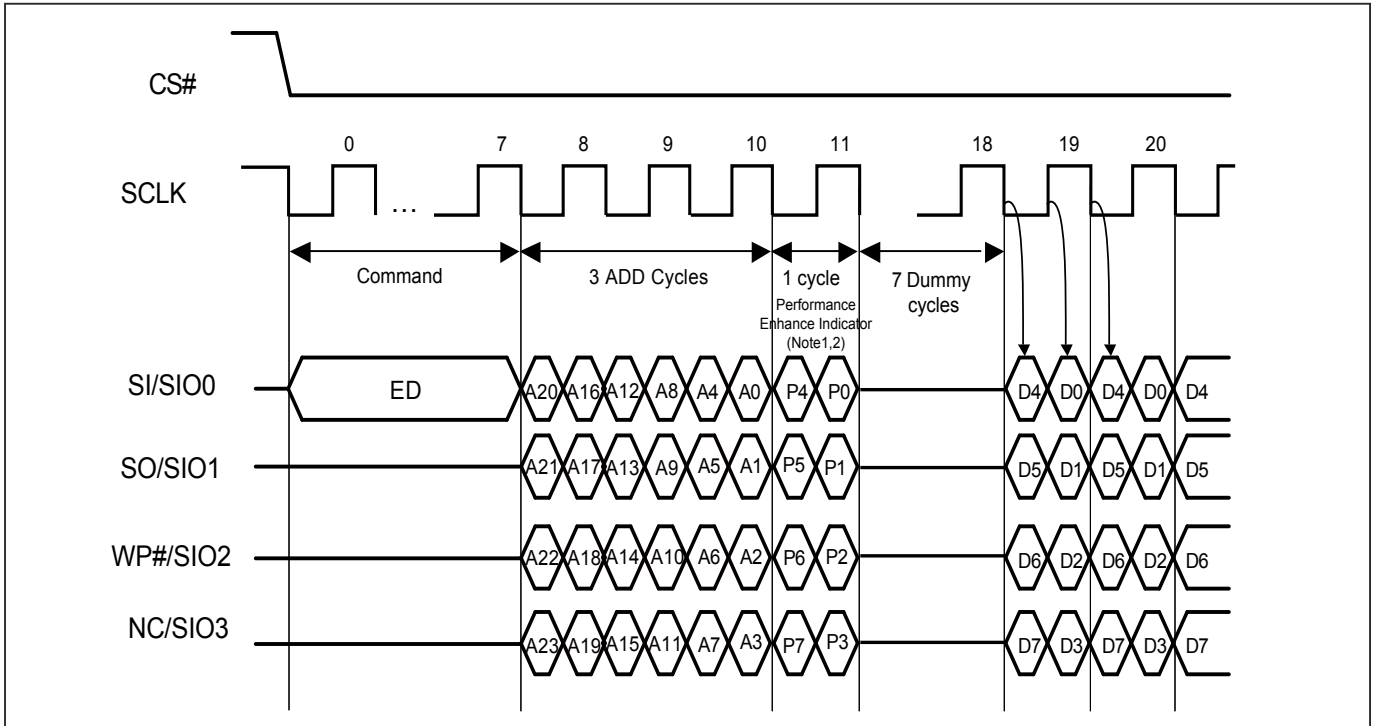 CS#
0 7 8 9 10 11 18 19 20
SCLK
...
Command
3 ADD Cycles
1 cycle
Performance
Enhance Indicator
(Note1,2)
7 Dummy
cycles
SI/SIO0 ED A20 A16 A12 A8 A4 A0 P4 P0 D4 D0 D4 D0 D4
SO/SIO1 A21 A17 A13 A9 A5 A1 P5 P1 D5 D1 D5 D1 D5
WP#/SIO2 A22 A18 A14 A10 A6 A2 P6 P2 D6 D2 D6 D2 D6
NC/SIO3 A23 A19 A15 A11 A7 A3 P7 P3 D7 D3 D7 D3 D7